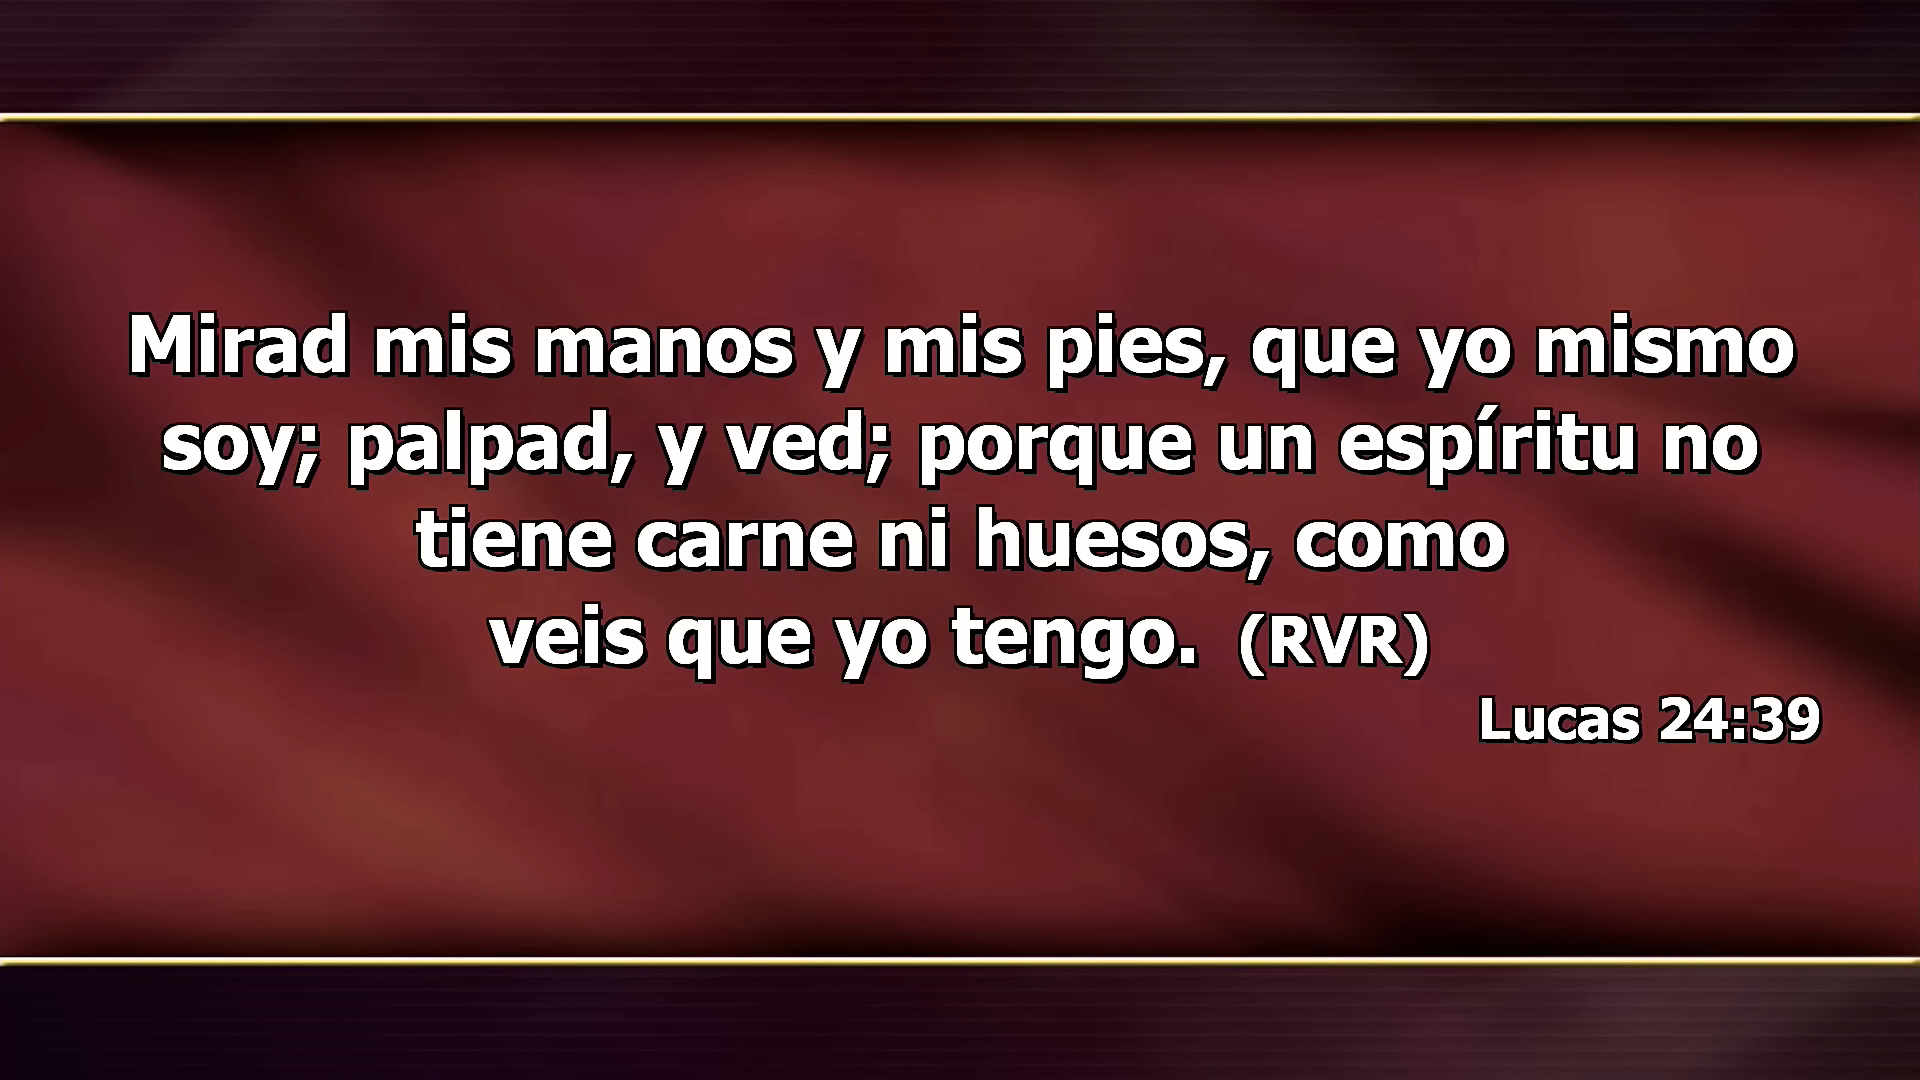 Mirad mis manos y mis pies, que yo mismo
soy; palpad, y ved; porque un espíritu no
tiene carne ni huesos, como
veis que yo tengo. (RVR)
Lucas 24:39